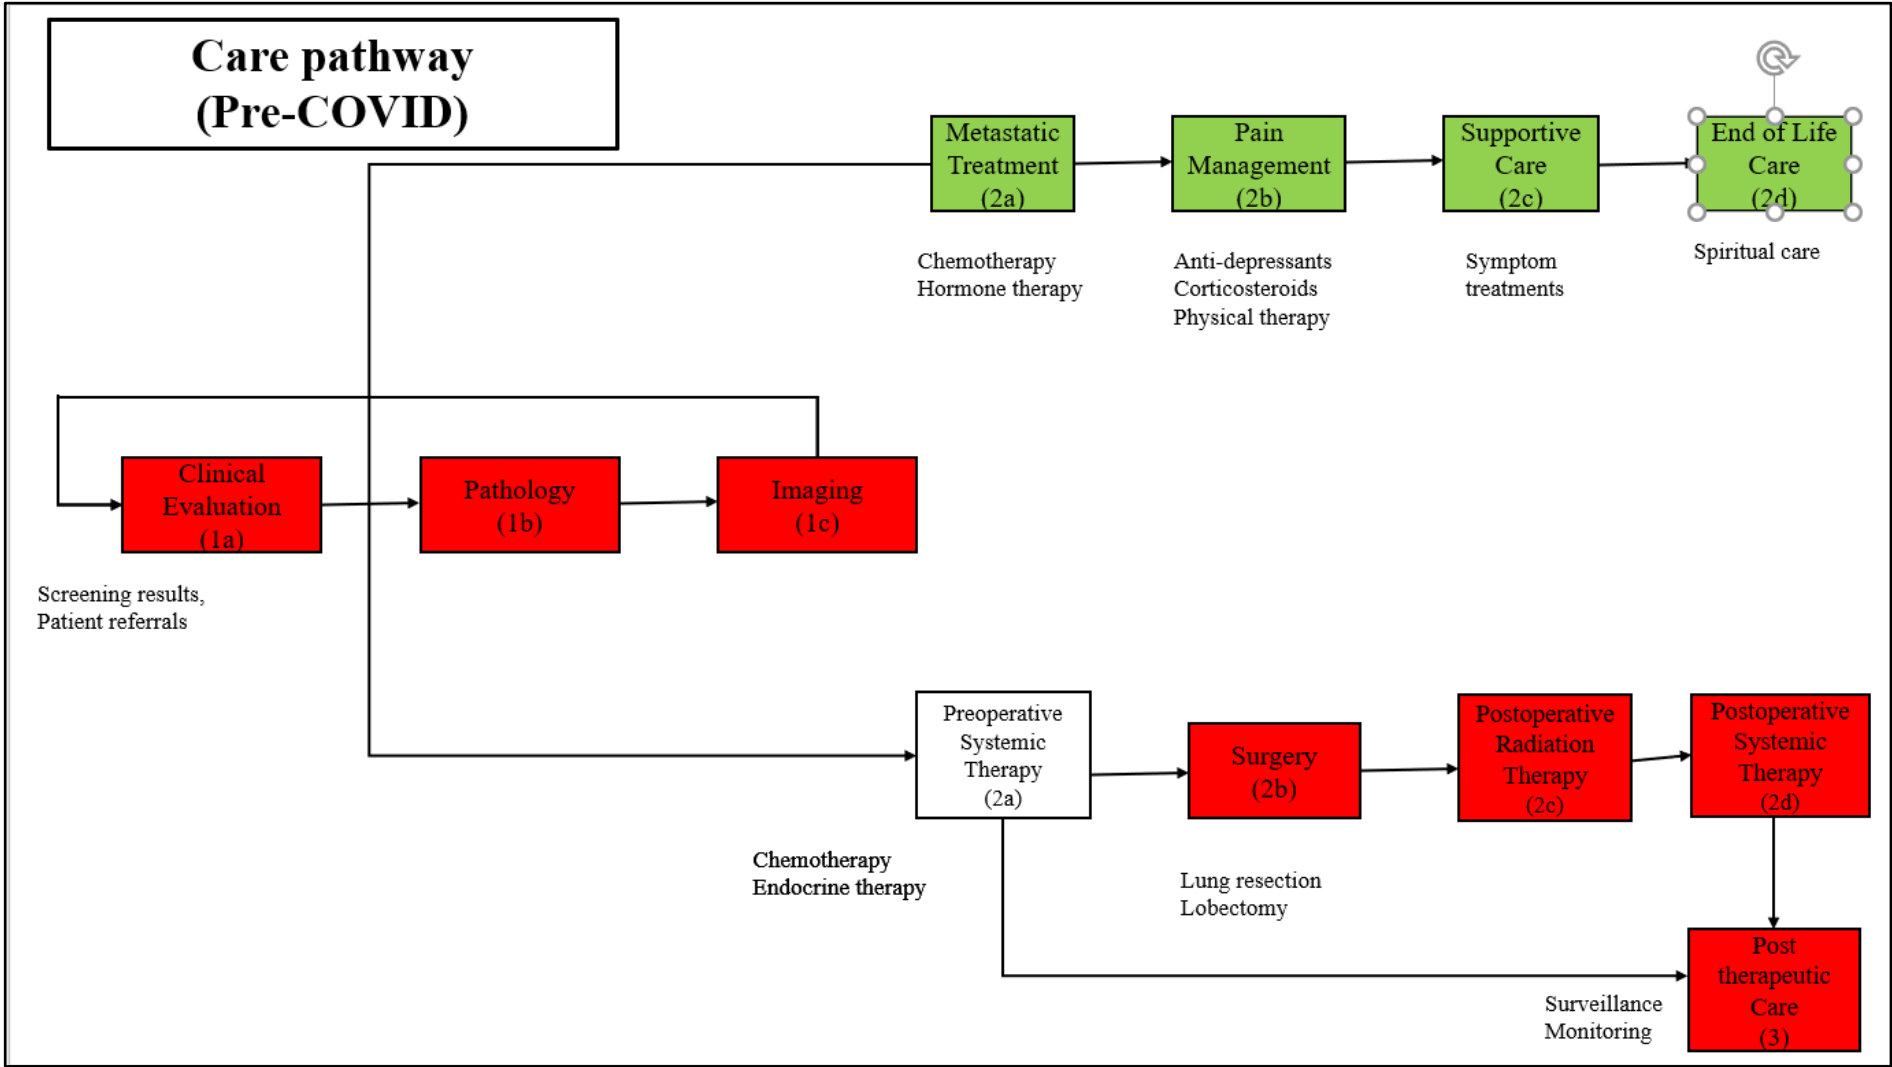 Care pathway
(Pre-COVID)
Metastatic
Treatment
(2a)
Pain
Management
(2b)
Supportive
Care
(2c)
End of Life
Care
(2d)
Chemotherapy
Hormone therapy
Anti-depressants
Corticosteroids
Physical therapy
Symptom
treatments
Spiritual care
Clinical
Evaluation
(1a)
Pathology
(1b)
Imaging
(1c)
Screening results,
Patient referrals
Preoperative
Systemic
Therapy
(2a)
Surgery
(2b)
Postoperative
Radiation
Therapy
(2c)
Postoperative
Systemic
Therapy
(2d)
Chemotherapy
Endocrine therapy
Lung resection
Lobectomy
Post
therapeutic
Care
(3)
Surveillance
Monitoring